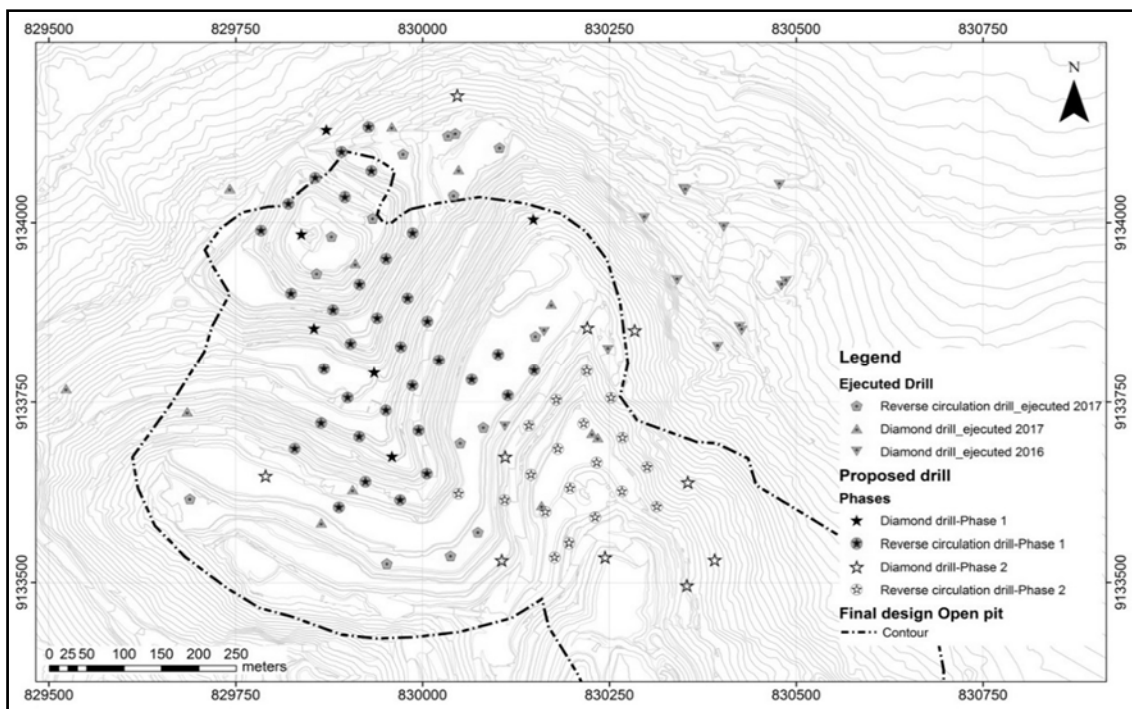 829500 829750 830000 830250 830500 830750
N
9134000 9134000
9133750 9133750
9133500 9133500
Legend
Ejecuted Drill
Reverse circulation drill_ejecuted 2017
Diamond drill_ejecuted 2017
Diamond drill_ejecuted 2016
Proposed drill
Phases
Diamond drill-Phase 1
Reverse circulation drill-Phase 1
Diamond drill-Phase 2
Reverse circulation drill-Phase 2
Final design Open pit
Contour
0 25 50 100 150 200 250
meters
829500 829750 830000 830250 830500 830750